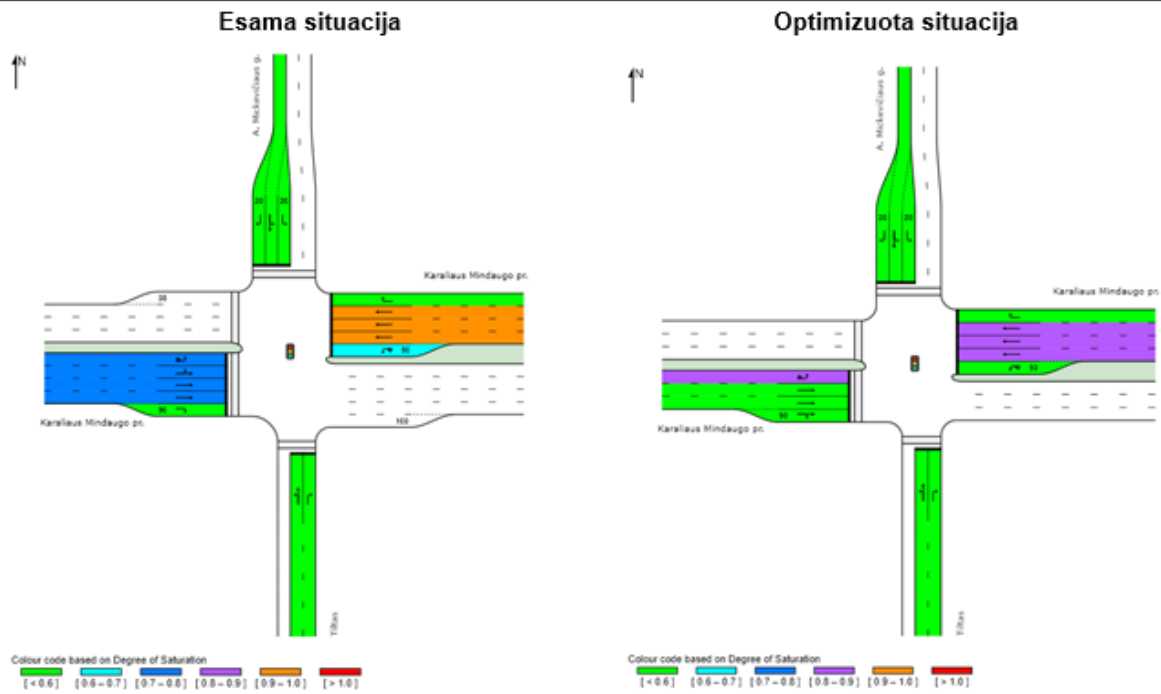 Esama situacija
N
A. Mickevičiaus g.
20 20
Karaliaus Mindaugo pr.
35
50
90
Karaliaus Mindaugo pr.
100
Tiltas
Colour code based on Degree of Saturation
[ < 0.6 ] [ 0.6 – 0.7 ] [ 0.7 – 0.8 ] [ 0.8 – 0.9 ] [ 0.9 – 1.0 ] [ > 1.0 ]
Optimizuota situacija
N
A. Mickevičiaus g.
20 20
Karaliaus Mindaugo pr.
50
Karaliaus Mindaugo pr.
Tiltas
Colour code based on Degree of Saturation
[ < 0.6 ] [ 0.6 – 0.7 ] [ 0.7 – 0.8 ] [ 0.8 – 0.9 ] [ 0.9 – 1.0 ] [ > 1.0 ]